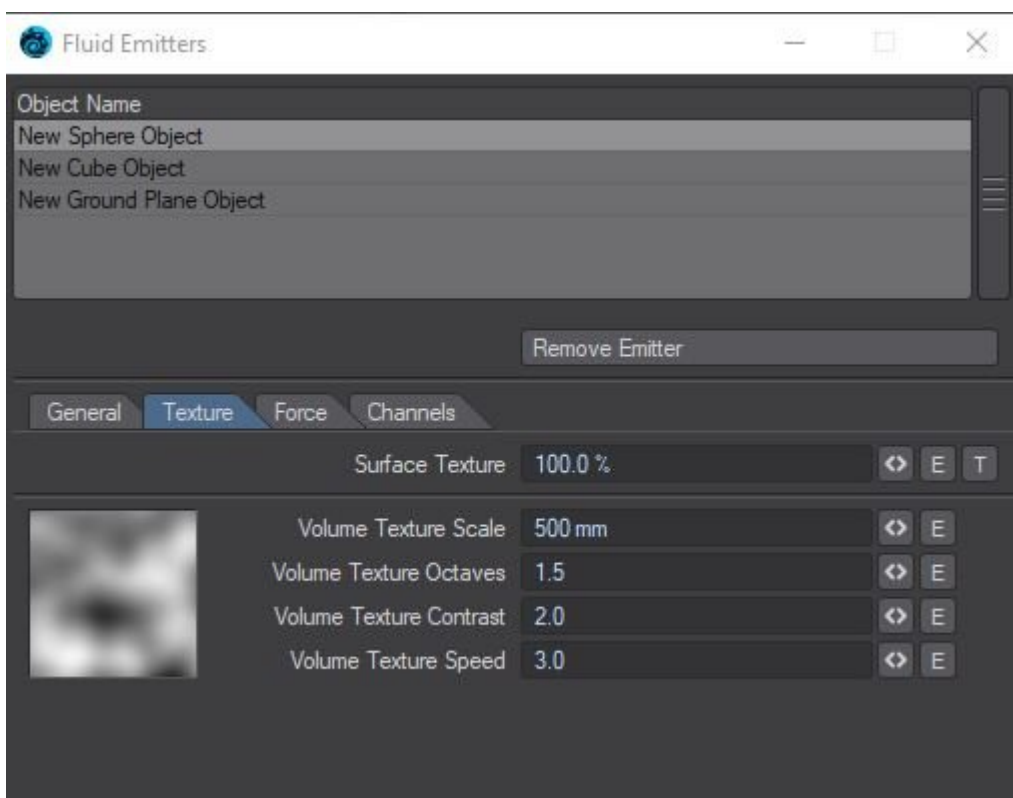 Fluid Emitters
Object Name
New Sphere Object
New Cube Object
New Ground Plane Object
Remove Emitter
General Texture Force Channels
Surface Texture 100.0 % E T
Volume Texture Scale 500 mm E
Volume Texture Octaves 1.5 E
Volume Texture Contrast 2.0 E
Volume Texture Speed 3.0 E